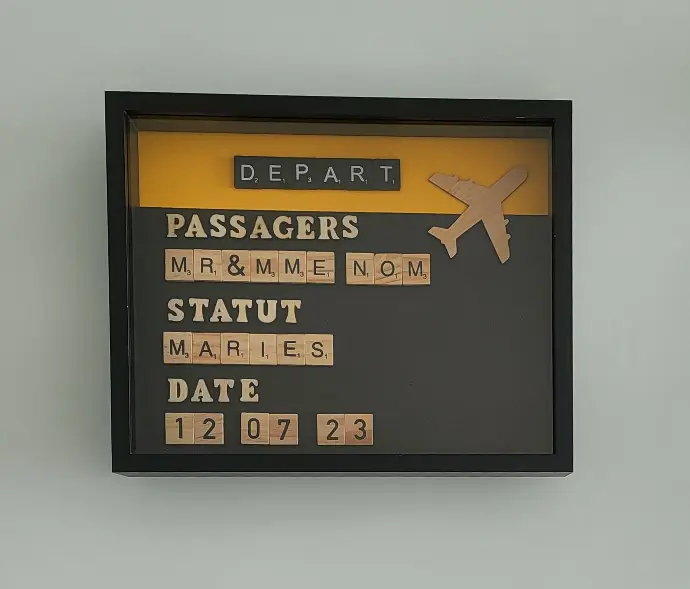 DEPART
PASSAGERS
MR&MME NOM
STATUT
MARIES
DATE
12 07 23